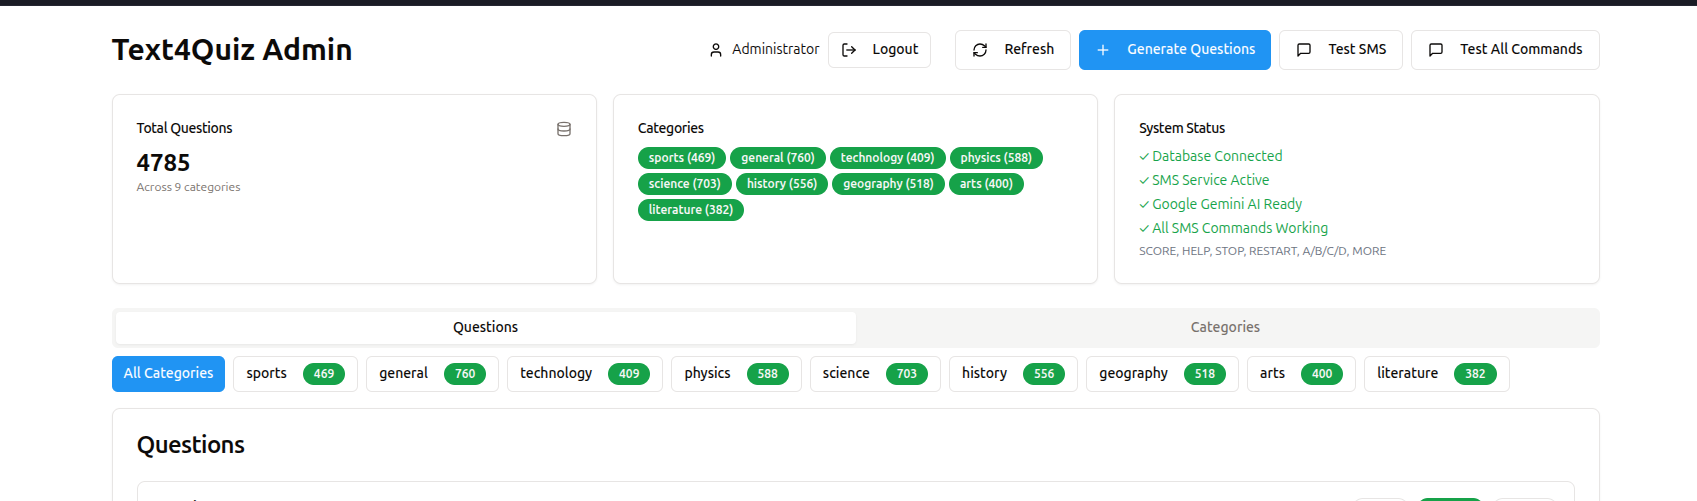 Text4Quiz Admin
Administrator
Logout
Refresh
Generate Questions
Test SMS
Test All Commands
Total Questions
4785
Across 9 categories
Categories
sports (469) general (760) technology (409) physics (588)
science (703) history (556) geography (518) arts (400)
literature (382)
System Status
Database Connected
SMS Service Active
Google Gemini AI Ready
All SMS Commands Working
SCORE, HELP, STOP, RESTART, A/B/C/D, MORE
Questions
Categories
All Categories sports 469 general 760 technology 409 physics 588 science 703 history 556 geography 518 arts 400 literature 382
Questions